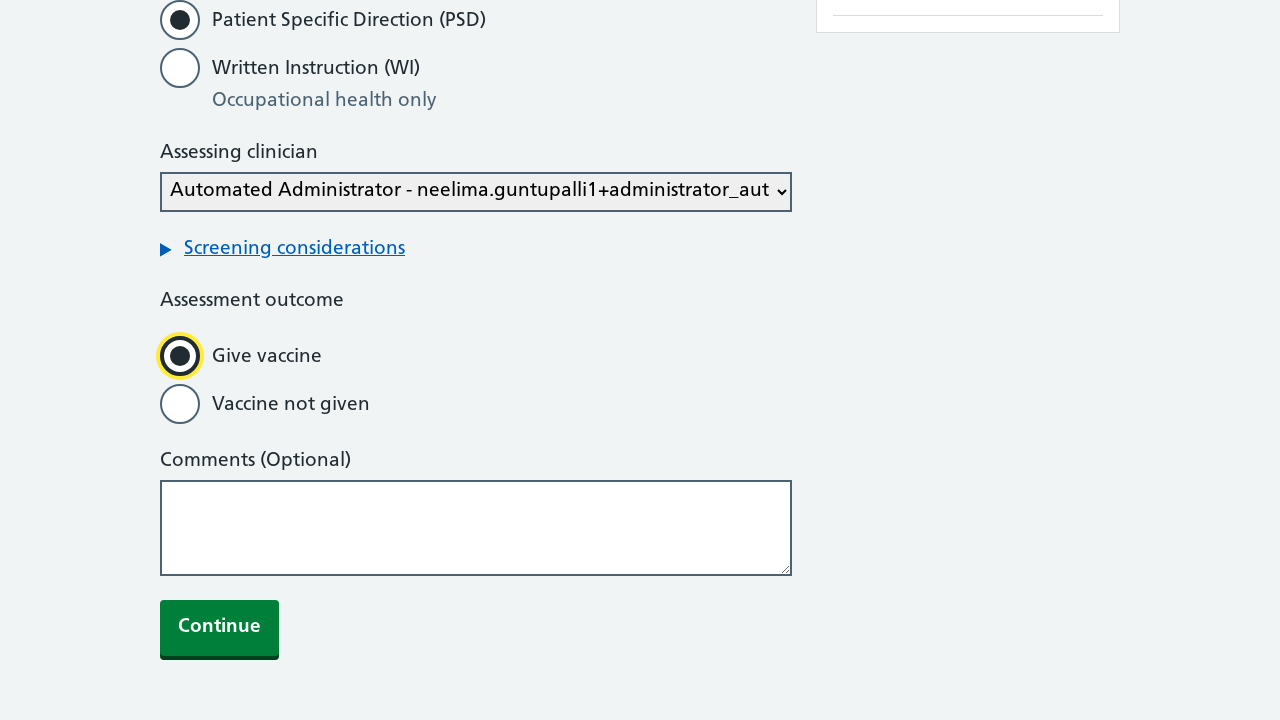 Patient Specific Direction (PSD)
Written Instruction (WI)
Occupational health only
Assessing clinician
Automated Administrator - neelima.guntupalli1+administrator_aut
Screening considerations
Assessment outcome
Give vaccine
Vaccine not given
Comments (Optional)
Continue